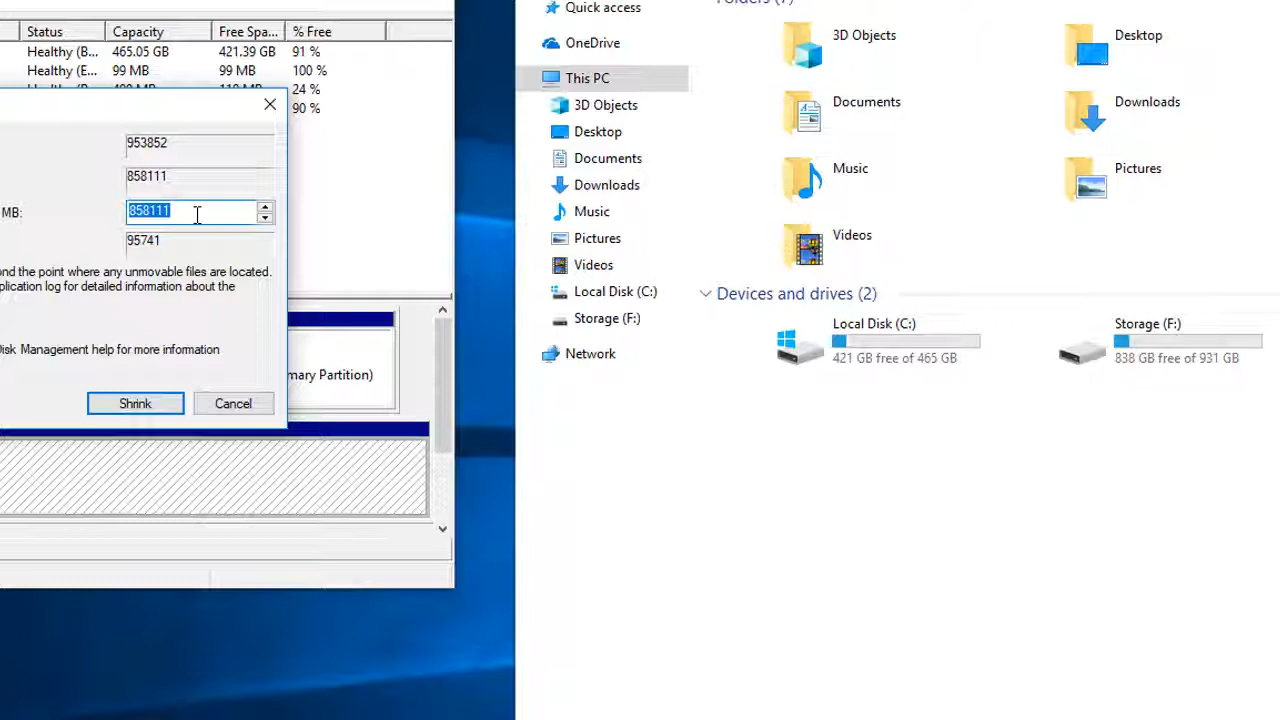 Status Capacity Free Spa... % Free
Healthy (B... 465.05 GB 421.39 GB 91 %
Healthy (E... 99 MB 99 MB 100 %
24 %
90 %
953852
858111
MB: 858111
95741
ond the point where any unmovable files are located.
plication log for detailed information about the
Disk Management help for more information
Shrink Cancel
mary Partition)
Quick access
OneDrive
This PC
3D Objects
Desktop
Documents
Downloads
Music
Pictures
Videos
Local Disk (C:)
Storage (F:)
Network
3D Objects
Desktop
Documents
Downloads
Music
Pictures
Videos
Devices and drives (2)
Local Disk (C:)
421 GB free of 465 GB
Storage (F:)
838 GB free of 931 GB